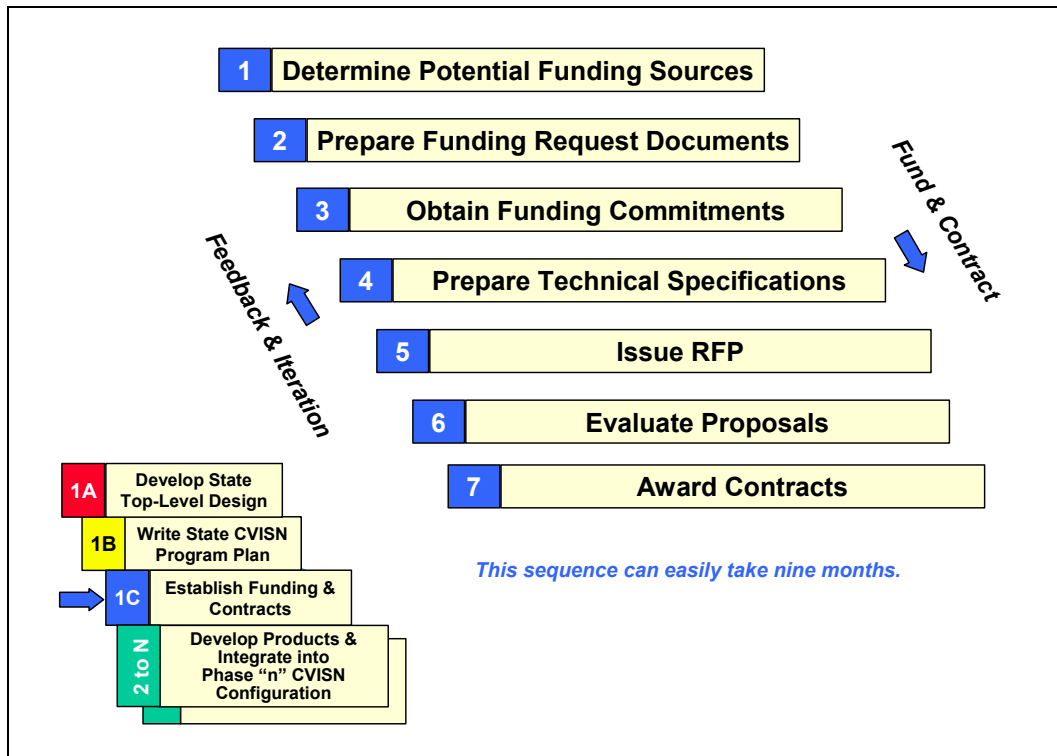 1 Determine Potential Funding Sources
2 Prepare Funding Request Documents
3 Obtain Funding Commitments
4 Prepare Technical Specifications
5 Issue RFP
6 Evaluate Proposals
7 Award Contracts
Fund & Contract
Feedback & Iteration
1A
Develop State
Top-Level Design
1B
Write State CVISN
Program Plan
1C
Establish Funding &
Contracts
2 to N
Develop Products &
Integrate into
Phase “n” CVISN
Configuration
This sequence can easily take nine months.